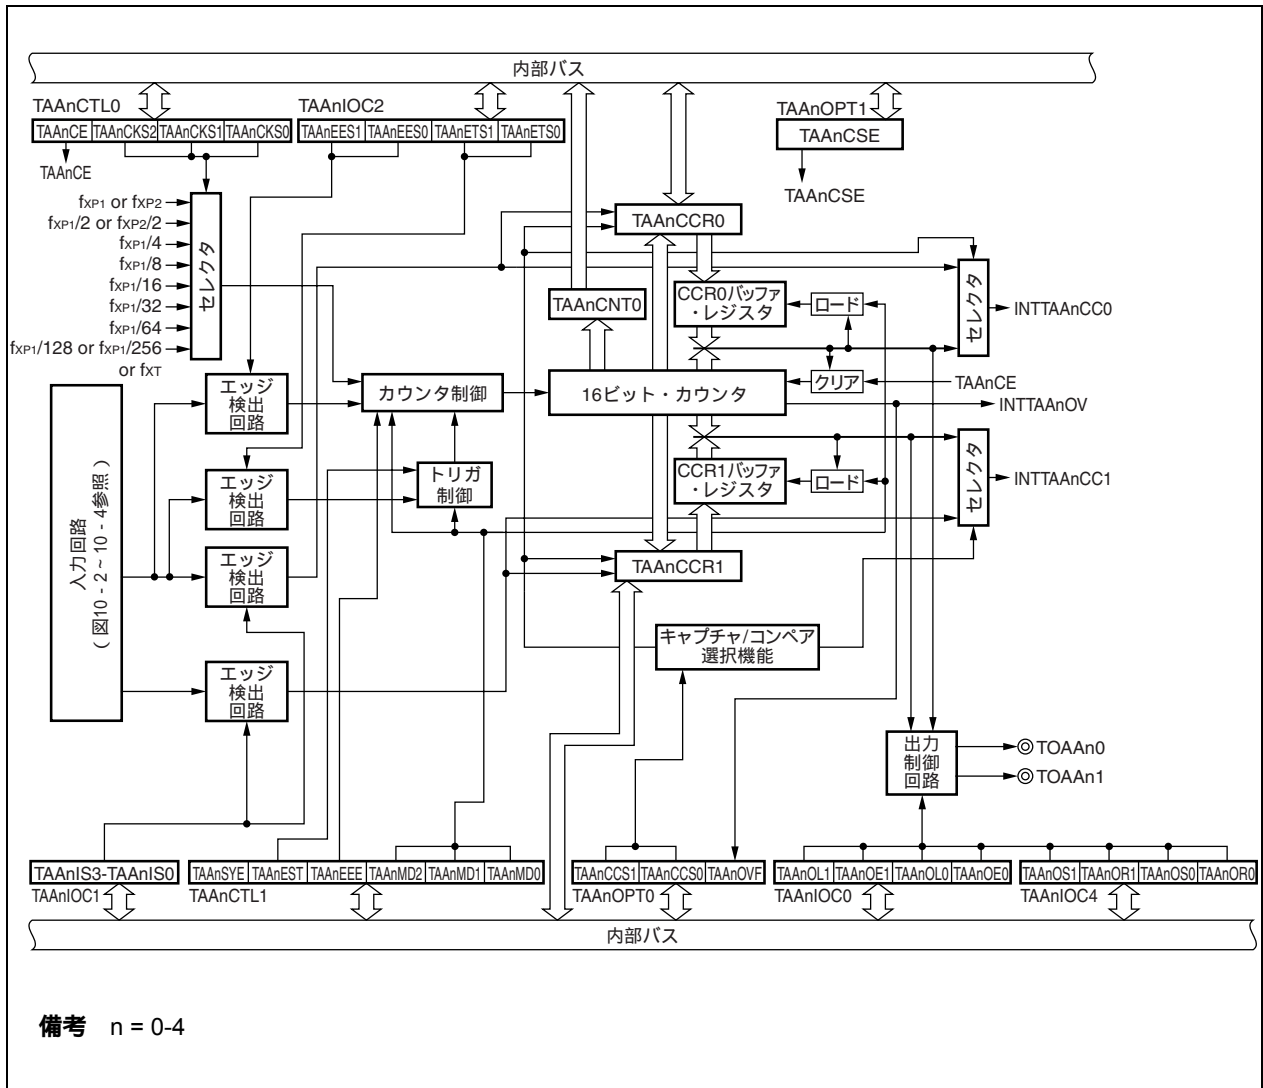 内部バス
TAAnCTL0
TAAnIOC2
TAAnOPT1
TAAnCE TAAnCKS2 TAAnCKS1 TAAnCKS0
TAAnEES1 TAAnEES0 TAAnETS1 TAAnETS0
TAAnCSE
TAAnCE
TAAnCSE
fXP1 or fXP2
fXP1/2 or fXP2/2
fXP1/4
fXP1/8
fXP1/16
fXP1/32
fXP1/64
fXP1/128 or fXP1/256
or fXT
セレクタ
TAAnCCR0
TAAnCNT0
CCR0バッファ
・レジスタ
ロード
セレクタ
INTTAAnCC0
エッジ
検出
回路
カウンタ制御
16ビット・カウンタ
クリア
TAAnCE
INTTAAnOV
入力回路
(図10-2~10-4参照)
エッジ
検出
回路
トリガ
制御
CCR1バッファ
・レジスタ
ロード
セレクタ
INTTAAnCC1
エッジ
検出
回路
TAAnCCR1
キャプチャ/コンペア
選択機能
エッジ
検出
回路
出力
制御
回路
TOAAn0
TOAAn1
TAAnIS3-TAAnIS0
TAAnSYE TAAnEST TAAnEEE TAAnMD2 TAAnMD1 TAAnMD0
TAAnCCS1 TAAnCCS0 TAAnOVF
TAAnOL1 TAAnOE1 TAAnOL0 TAAnOE0
TAAnOS1 TAAnOR1 TAAnOS0 TAAnOR0
TAAnIOC1
TAAnCTL1
TAAnOPT0
TAAnIOC0
TAAnIOC4
内部バス
備考 n = 0-4